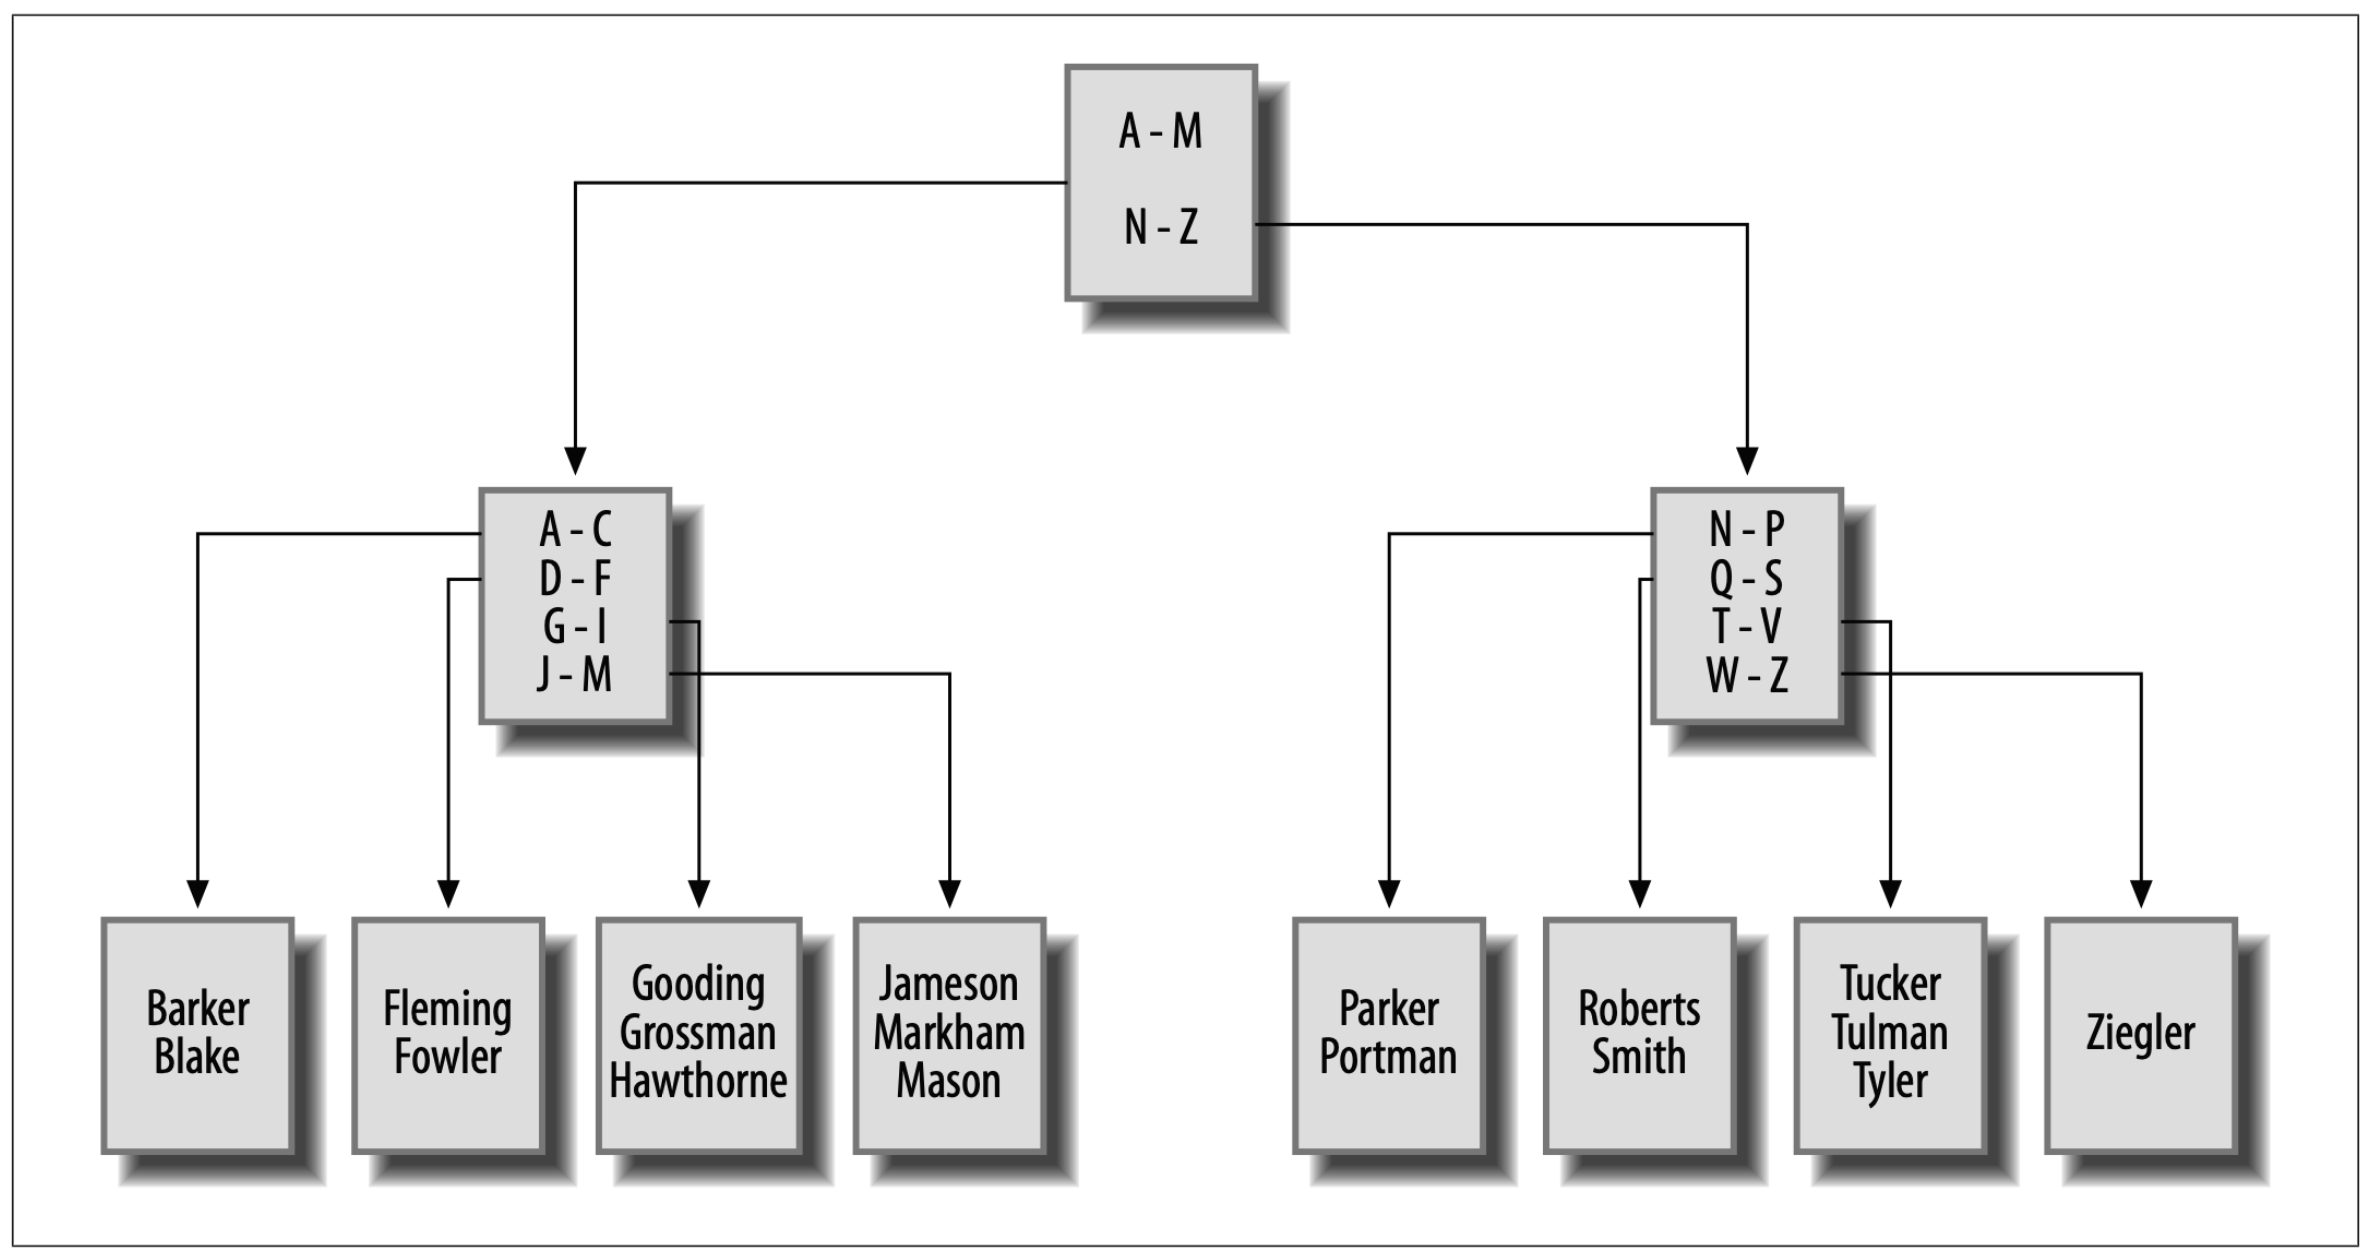 A - M
N - Z
A - C
D - F
G - I
J - M
N - P
Q - S
T - V
W - Z
Barker
Blake
Fleming
Fowler
Gooding
Grossman
Hawthorne
Jameson
Markham
Mason
Parker
Portman
Roberts
Smith
Tucker
Tulman
Tyler
Ziegler